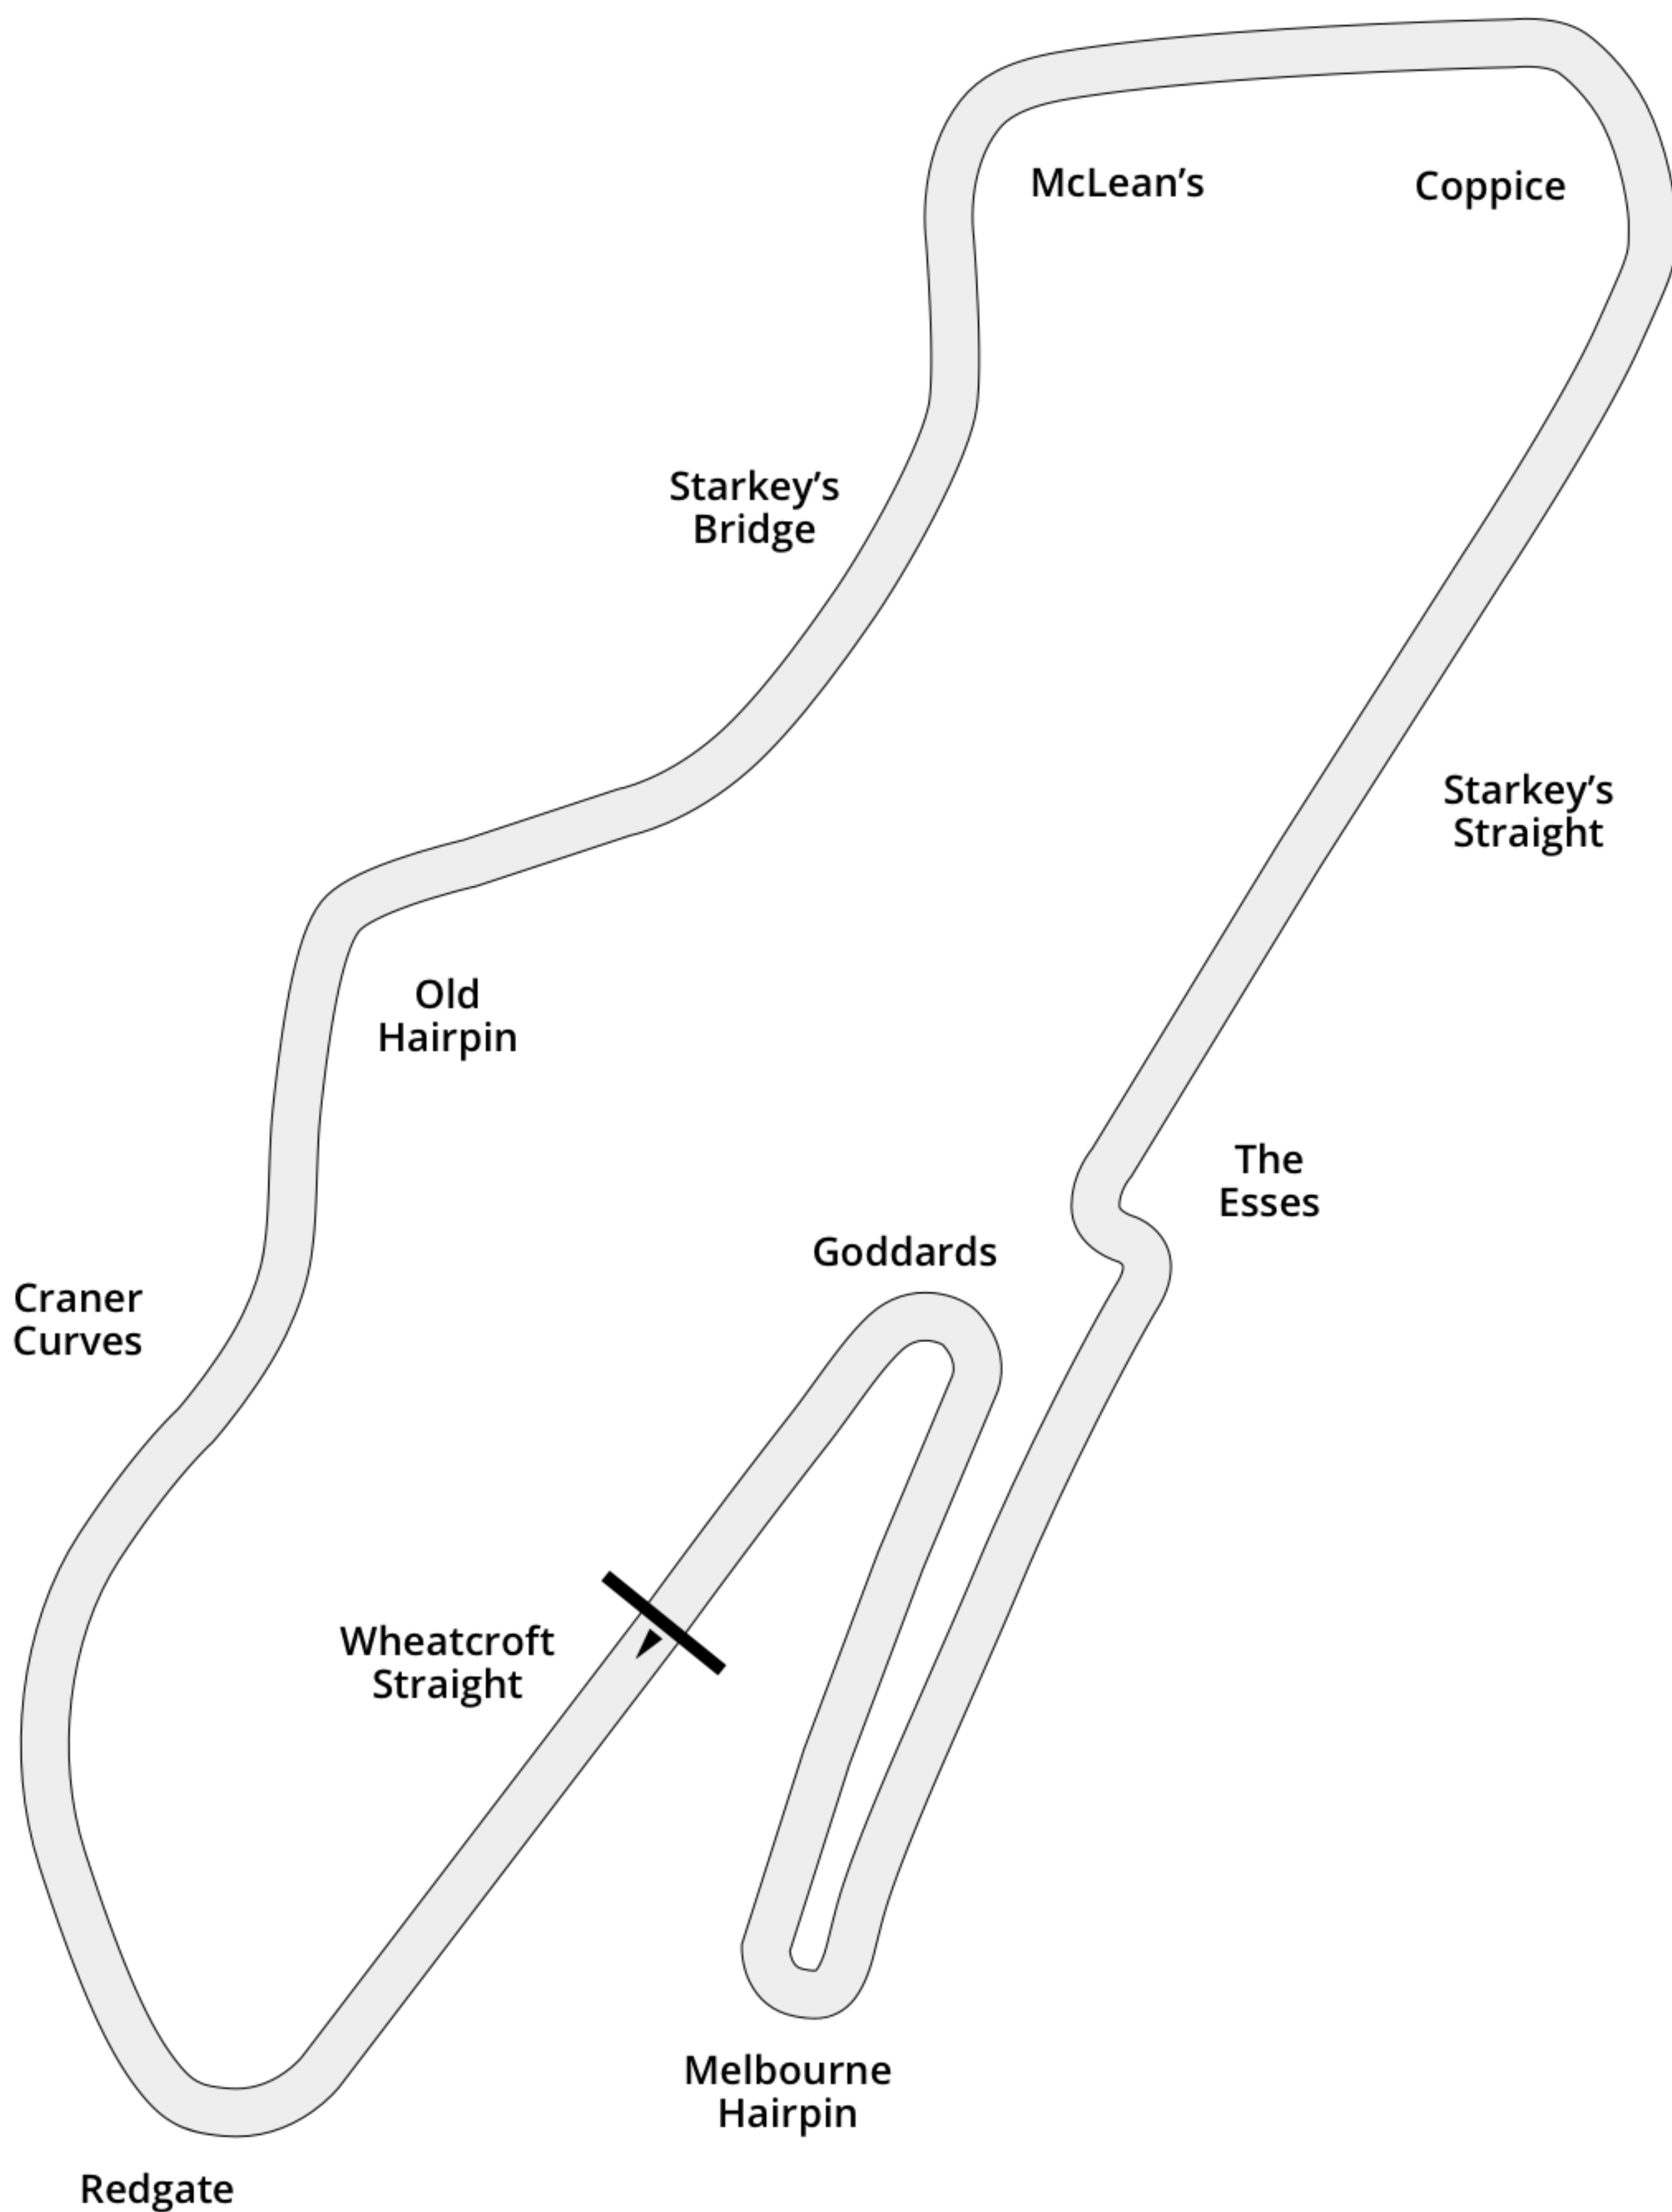 McLean’s
Coppice
Starkey’s
Bridge
Starkey’s
Straight
Old
Hairpin
The
Esses
Goddards
Craner
Curves
Wheatcroft
Straight
Melbourne
Hairpin
Redgate